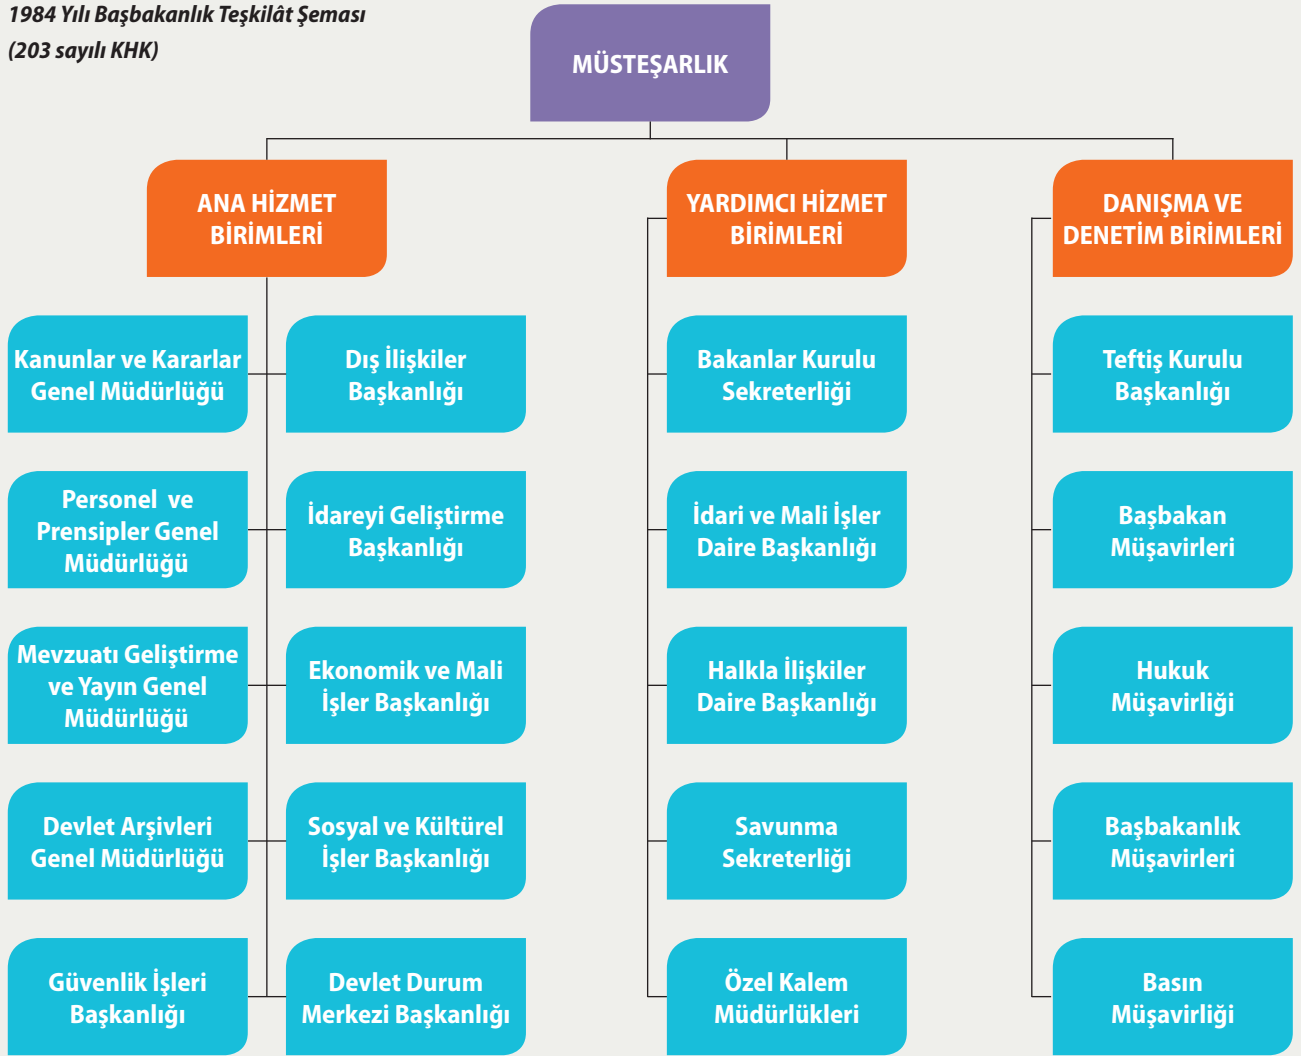 1984 Yılı Başbakanlık Teşkilât Şeması
(203 sayılı KHK)
MÜSTEŞARLIK
ANA HİZMET
BİRİMLERİ
YARDIMCI HİZMET
BİRİMLERİ
DANIŞMA VE
DENETİM BİRİMLERİ
Kanunlar ve Kararlar
Genel Müdürlüğü
Dış İlişkiler
Başkanlığı
Bakanlar Kurulu
Sekreterliği
Teftiş Kurulu
Başkanlığı
Personel ve
Prensipler Genel
Müdürlüğü
İdareyi Geliştirme
Başkanlığı
İdari ve Mali İşler
Daire Başkanlığı
Başbakan
Müşavirleri
Mevzuatı Geliştirme
ve Yayın Genel
Müdürlüğü
Ekonomik ve Mali
İşler Başkanlığı
Halkla İlişkiler
Daire Başkanlığı
Hukuk
Müşavirliği
Devlet Arşivleri
Genel Müdürlüğü
Sosyal ve Kültürel
İşler Başkanlığı
Savunma
Sekreterliği
Başbakanlık
Müşavirleri
Güvenlik İşleri
Başkanlığı
Devlet Durum
Merkezi Başkanlığı
Özel Kalem
Müdürlükleri
Basın
Müşavirliği